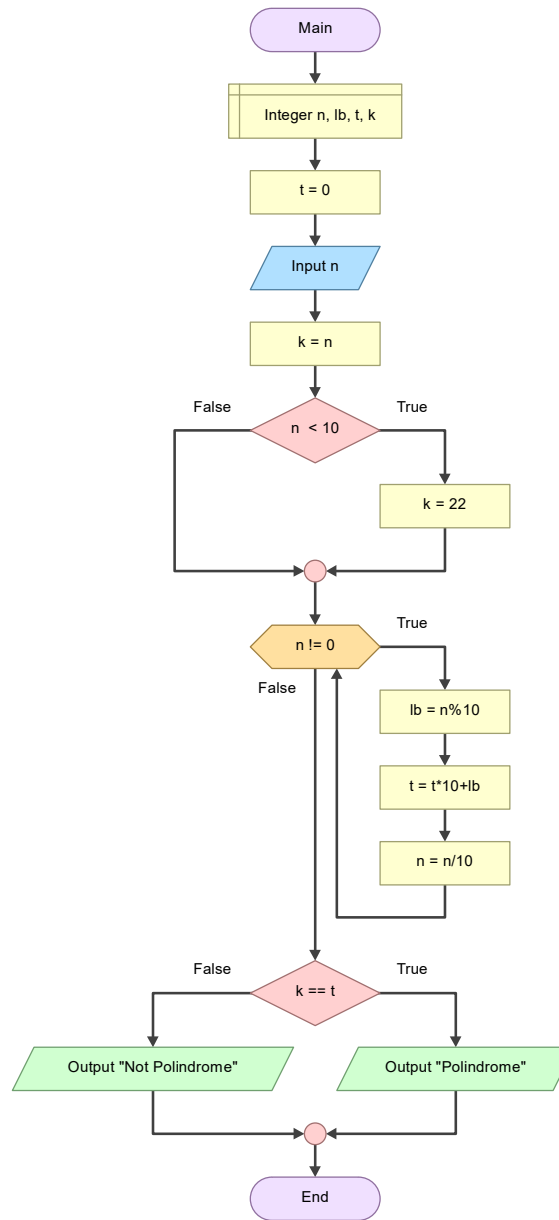 Main
Integer n, lb, t, k
t = 0
Input n
k = n
False
True
n < 10
k = 22
True
n != 0
False
lb = n%10
t = t*10+lb
n = n/10
False
True
k == t
Output "Not Polindrome"
Output "Polindrome"
End